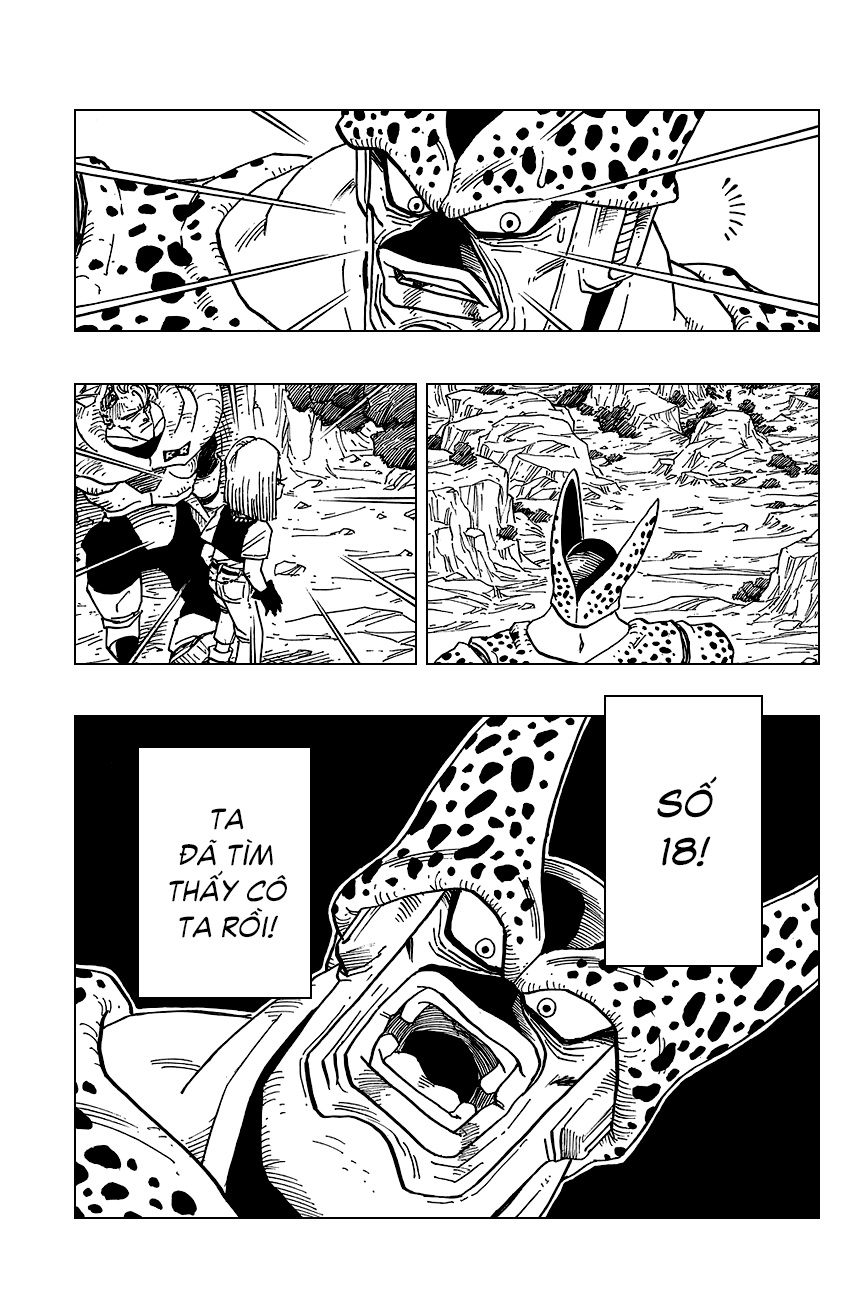 SỐ
18!
TA
ĐÃ TÌM
THẤY CÔ
TA RỒI!